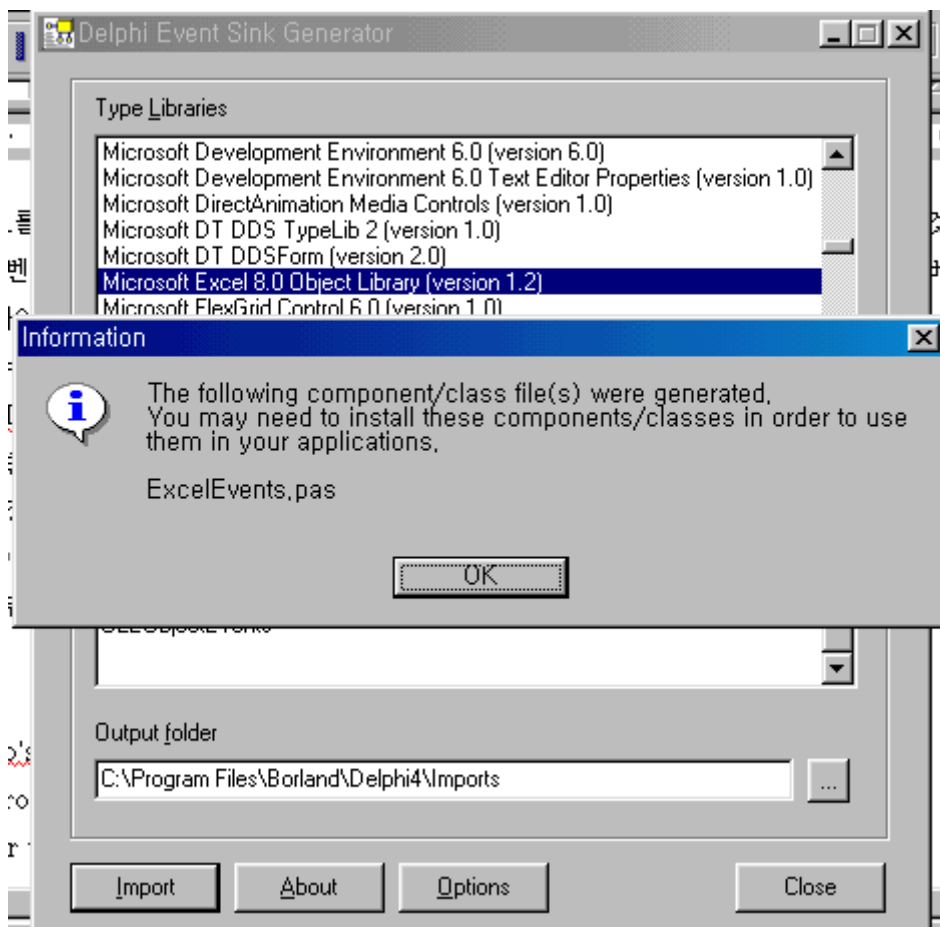 Delphi Event Sink Generator
Type Libraries
Microsoft Development Environment 6.0 (version 6.0)
Microsoft Development Environment 6.0 Text Editor Properties (version 1.0)
Microsoft DirectAnimation Media Controls (version 1.0)
Microsoft DT DDS TypeLib 2 (version 1.0)
Microsoft DT DDSForm (version 2.0)
Microsoft Excel 8.0 Object Library (version 1.2)
Microsoft FlexGrid Control 6.0 (version 1.0)
Information
The following component/class file(s) were generated.
You may need to install these components/classes in order to use
them in your applications.
ExcelEvents.pas
OK
OLEObjectEvents
Output folder
C:\Program Files\Borland\Delphi4\Imports
...
Import
About
Options
Close